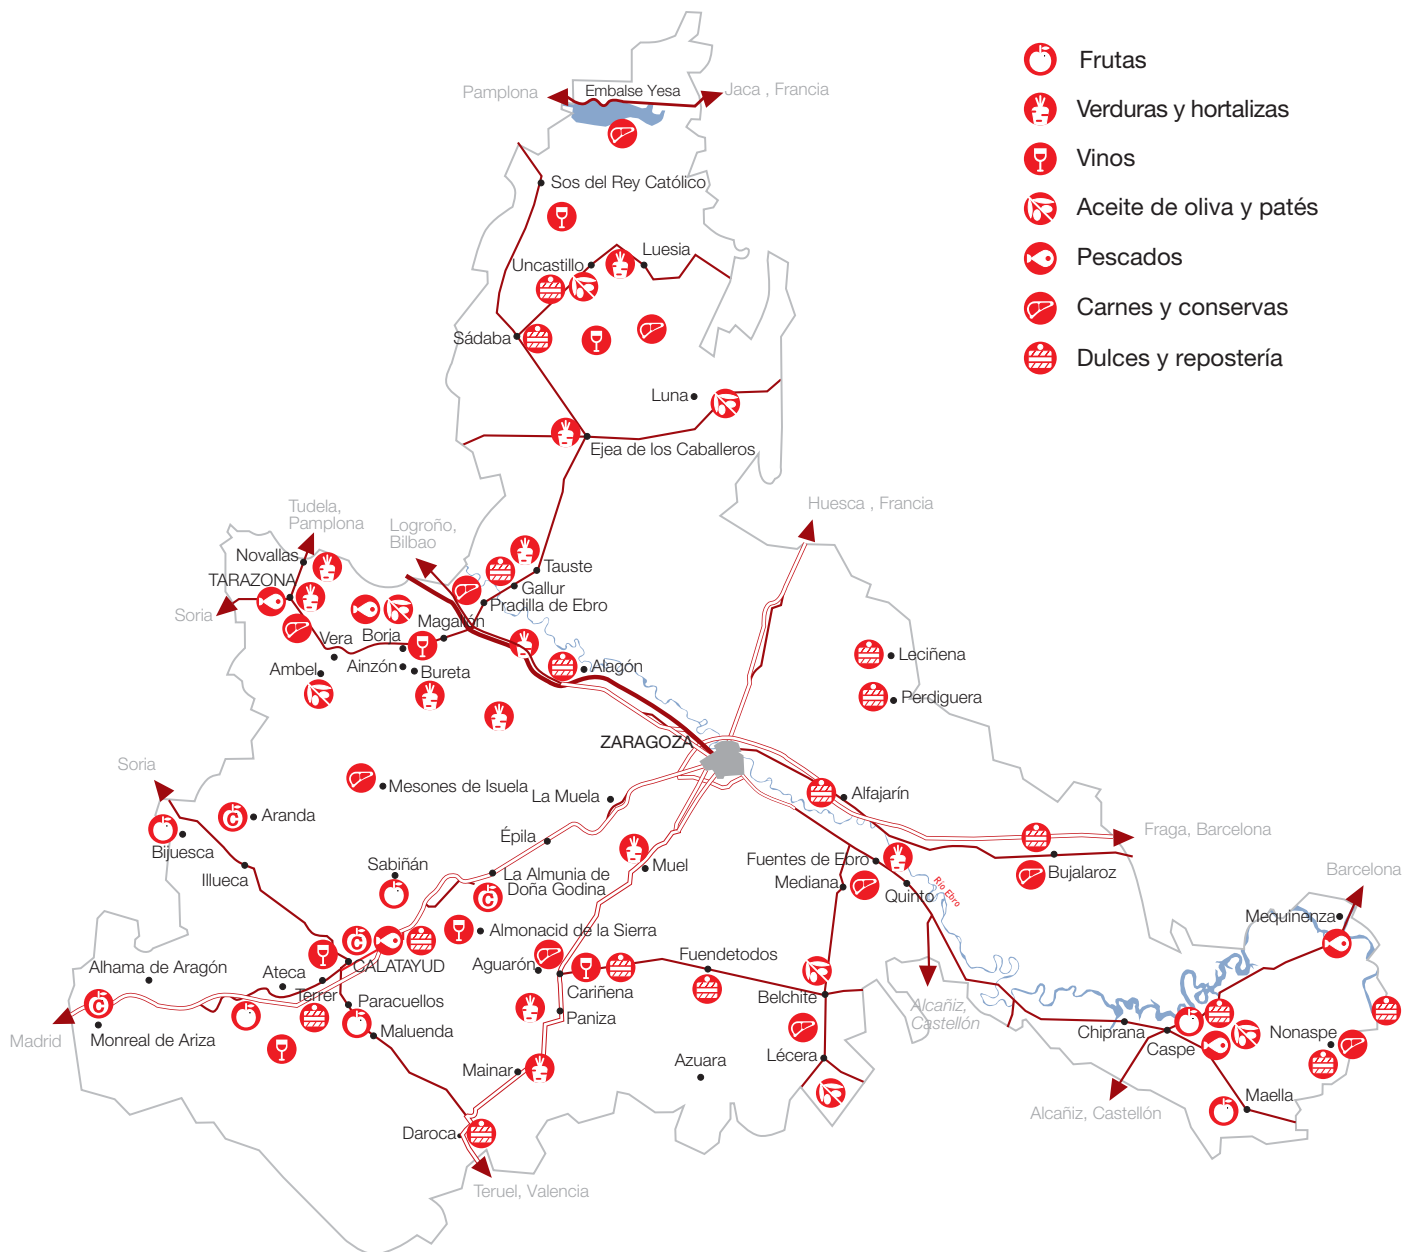 Frutas
Verduras y hortalizas
Vinos
Aceite de oliva y patés
Pescados
Carnes y conservas
Dulces y repostería
Pamplona
Embalse Yesa
Jaca , Francia
Sos del Rey Católico
Uncastillo
Luesia
Sádaba
Luna
Ejea de los Caballeros
Tudela,
Pamplona
Logroño,
Bilbao
Huesca , Francia
Novallas
TARAZONA
Soria
Tauste
Gallur
Pradilla de Ebro
Magallón
Vera
Borja
Ainzón
Bureta
Ambel
Alagón
Leciñena
Perdiguera
ZARAGOZA
Soria
Mesones de Isuela
La Muela
Alfajarín
Aranda
Bijuesca
Épila
Fraga, Barcelona
Illueca
Sabiñán
La Almunia de
Doña Godina
Muel
Fuentes de Ebro
Mediana
Quinto
Río Ebro
Bujalaroz
Barcelona
Mequinenza
Almonacid de la Sierra
CALATAYUD
Aguarón
Fuendetodos
Alhama de Aragón
Ateca
Terrer
Cariñena
Belchite
Paracuellos
Paniza
Maluenda
Madrid
Monreal de Ariza
Alcañiz,
Castellón
Chiprana
Caspe
Nonaspe
Mainar
Azuara
Lécera
Maella
Alcañiz, Castellón
Daroca
Teruel, Valencia
C
C
C
C